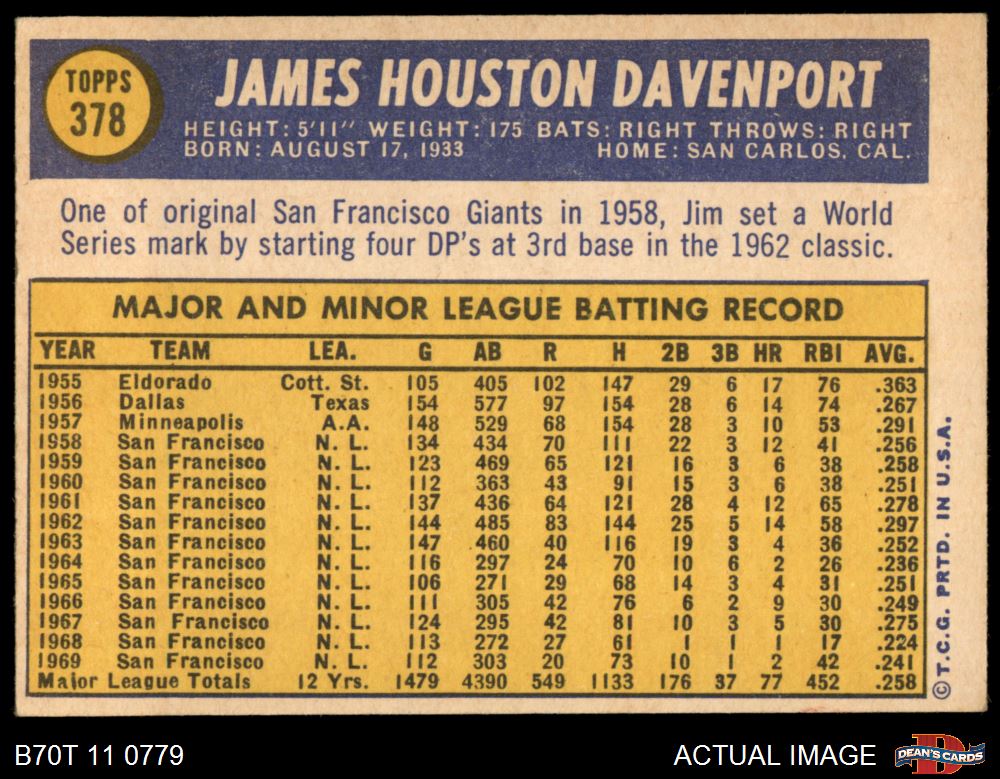 TOPPS
378
JAMES HOUSTON DAVENPORT
HEIGHT: 5'11" WEIGHT: 175 BATS: RIGHT THROWS: RIGHT
BORN: AUGUST 17, 1933 HOME: SAN CARLOS, CAL.
One of original San Francisco Giants in 1958, Jim set a World
Series mark by starting four DP's at 3rd base in the 1962 classic.
MAJOR AND MINOR LEAGUE BATTING RECORD
YEAR TEAM LEA. G AB R H 2B 3B HR RBI AVG.
1955 Eldorado Cott. St. 105 405 102 147 29 6 17 76 .363
1956 Dallas Texas 154 577 97 154 28 6 14 74 .267
1957 Minneapolis A.A. 148 529 68 154 28 3 10 53 .291
1958 San Francisco N. L. 134 434 70 111 22 3 12 41 .256
1959 San Francisco N. L. 123 469 65 121 16 3 6 38 .258
1960 San Francisco N. L. 112 363 43 91 15 3 6 38 .251
1961 San Francisco N. L. 137 436 64 121 28 4 12 65 .278
1962 San Francisco N. L. 144 485 83 144 25 5 14 58 .297
1963 San Francisco N. L. 147 460 40 116 19 3 4 36 .252
1964 San Francisco N. L. 116 297 24 70 10 6 2 26 .236
1965 San Francisco N. L. 106 271 29 68 14 3 4 31 .251
1966 San Francisco N. L. 111 305 42 76 6 2 9 30 .249
1967 San Francisco N. L. 124 295 42 81 10 3 5 30 .275
1968 San Francisco N. L. 113 272 27 61 1 1 1 17 .224
1969 San Francisco N. L. 112 303 20 73 10 1 2 42 .241
Major League Totals 12 Yrs. 1479 4390 549 1133 176 37 77 452 .258
© T.C.G. PRTD. IN U.S.A.
B70T 11 0779
ACTUAL IMAGE
D
DEAN'S CARDS